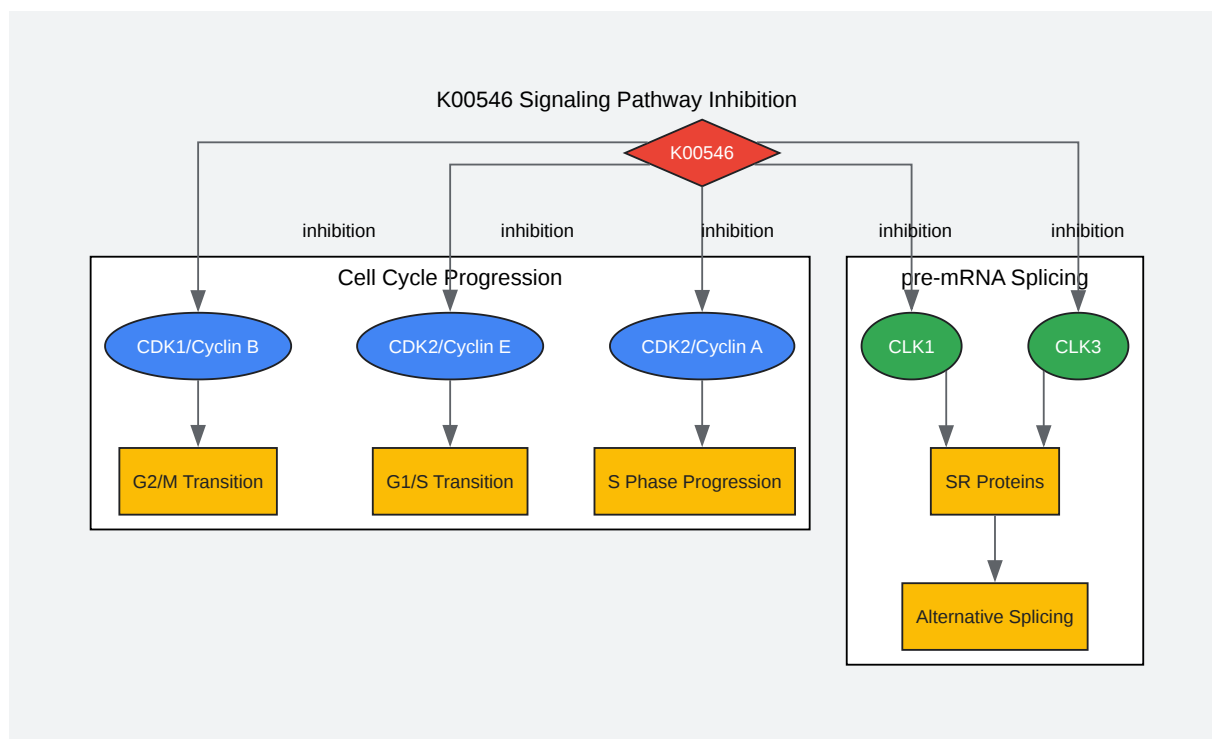 K00546 Signaling Pathway Inhibition
K00546
inhibition
inhibition
inhibition
inhibition
inhibition
Cell Cycle Progression
pre-mRNA Splicing
CDK1/Cyclin B
CDK2/Cyclin E
CDK2/Cyclin A
CLK1
CLK3
G2/M Transition
G1/S Transition
S Phase Progression
SR Proteins
Alternative Splicing